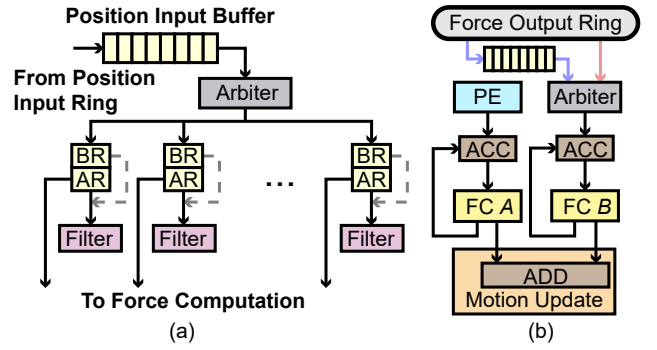 Position Input Buffer
From Position
Input Ring
Arbiter
BR
AR
BR
AR
...
BR
AR
Filter
Filter
Filter
To Force Computation
(a)
Force Output Ring
PE
Arbiter
ACC
ACC
FC A
FC B
ADD
Motion Update
(b)